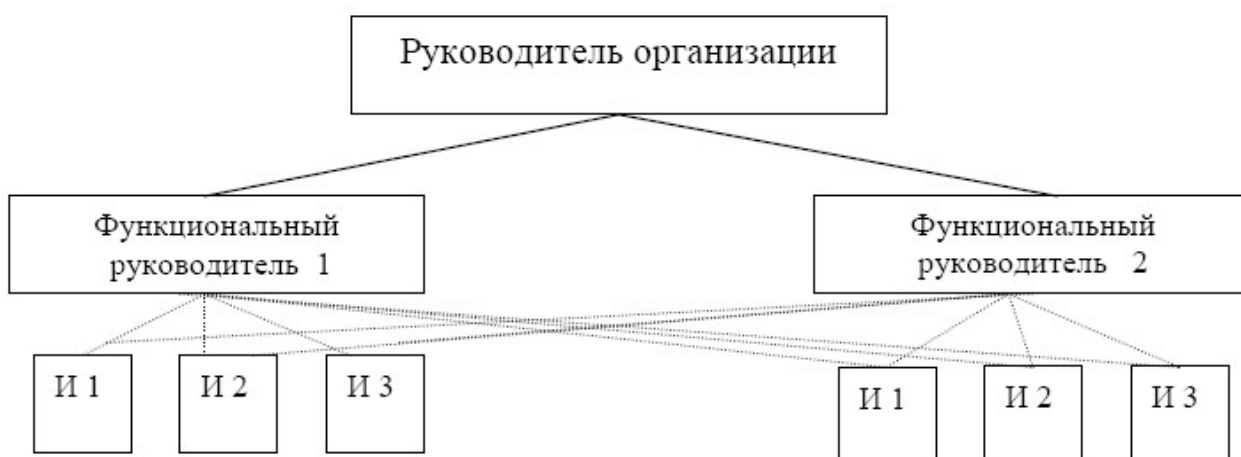 Руководитель организации
Функциональный
руководитель 1
Функциональный
руководитель 2
И 1
И 2
И 3
И 1
И 2
И 3